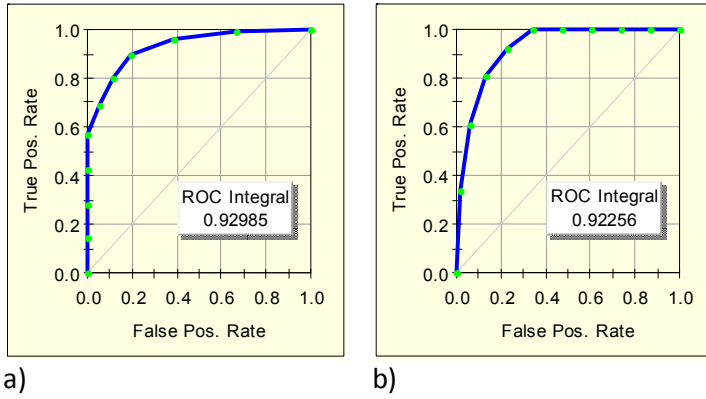 1.0
0.8
0.6
0.4
0.2
0.0
True Pos. Rate
ROC Integral
0.92985
0.0 0.2 0.4 0.6 0.8 1.0
False Pos. Rate
a)
1.0
0.8
0.6
0.4
0.2
0.0
True Pos. Rate
ROC Integral
0.92256
0.0 0.2 0.4 0.6 0.8 1.0
False Pos. Rate
b)